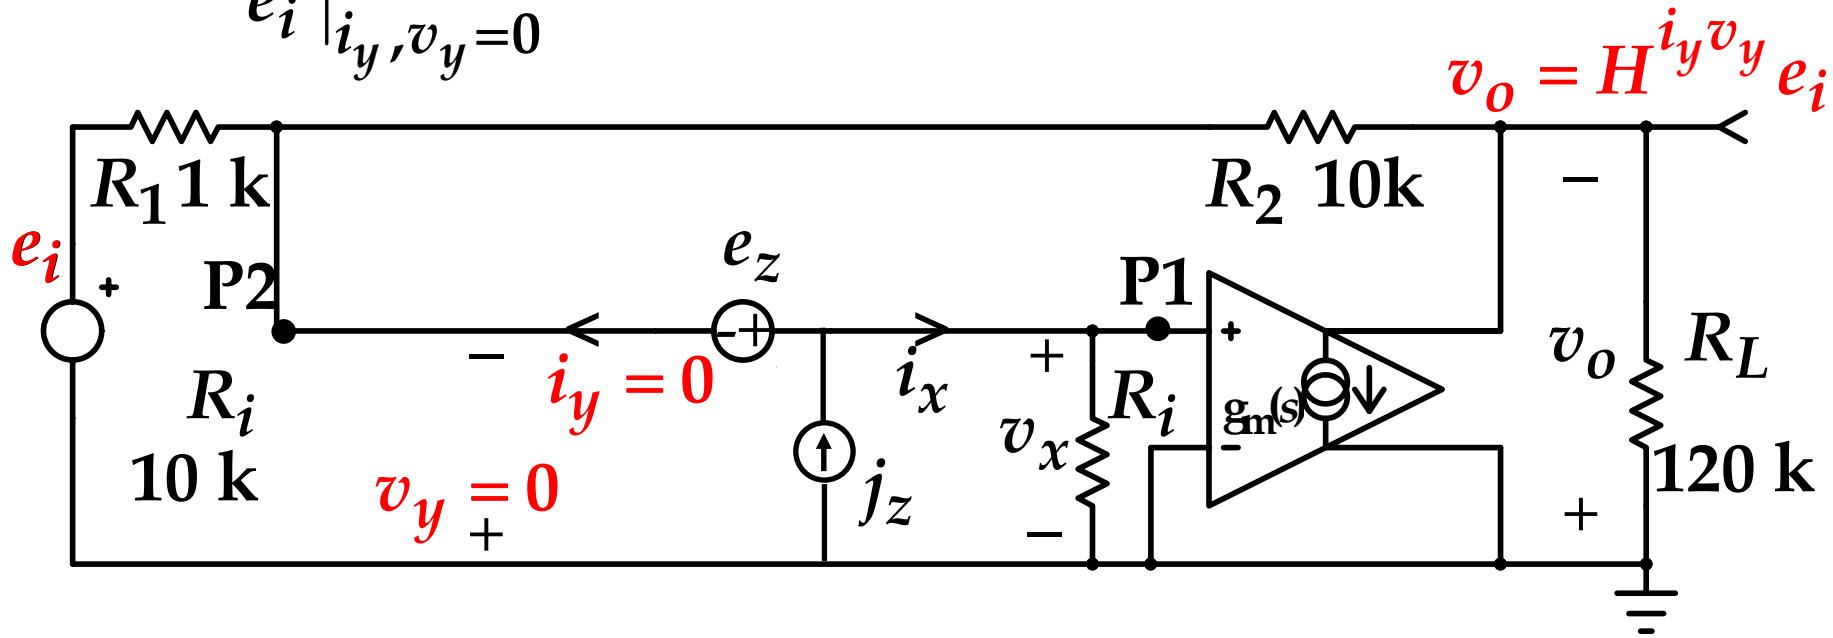 e_i |_{i_y, v_y=0}
v_o = H^{i_y v_y} e_i
R_1 1 k
R_2 10k
−
e_i
+
P2
e_z
P1
- +
+
−
i_y = 0
i_x
+
v_o
R_L
R_i
10 k
v_x
R_i
g_m(s)
−
v_y = 0
+
j_z
−
120 k
+